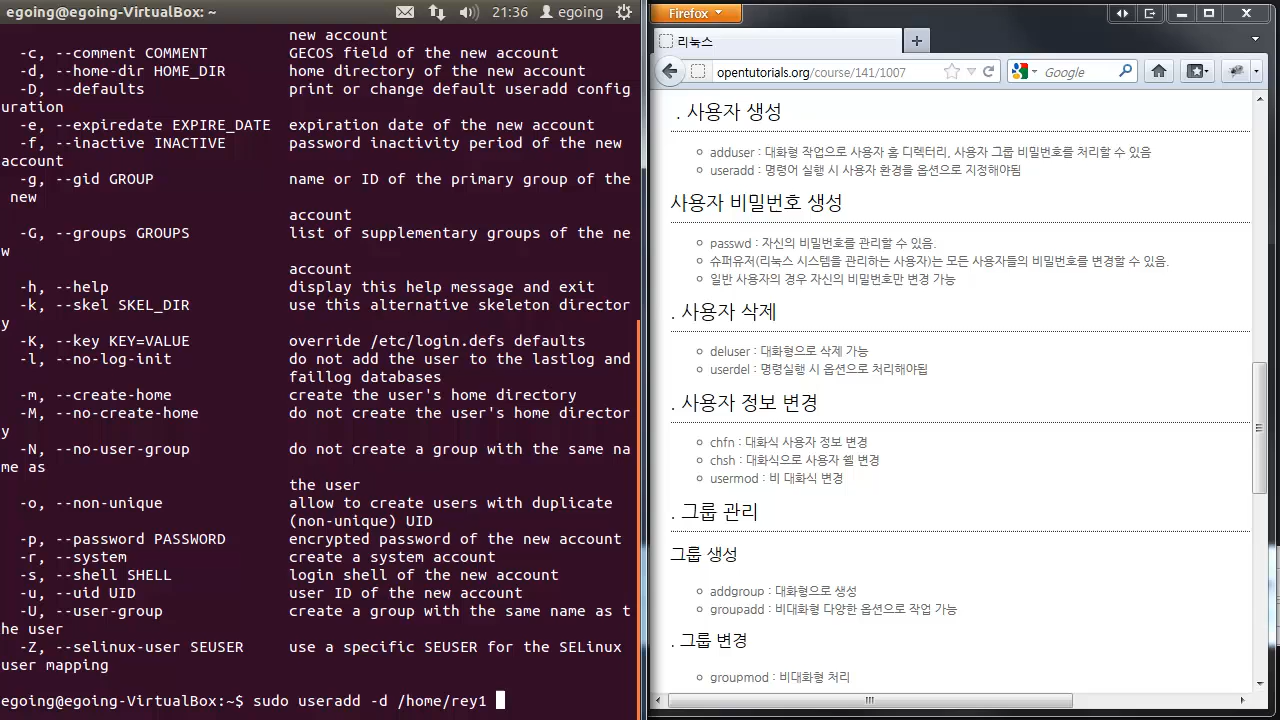 egoing@egoing-VirtualBox: ~
21:36
egoing
new account
-c, --comment COMMENT         GECOS field of the new account
-d, --home-dir HOME_DIR       home directory of the new account
-D, --defaults                print or change default useradd config
uration
-e, --expiredate EXPIRE_DATE  expiration date of the new account
-f, --inactive INACTIVE       password inactivity period of the new
account
-g, --gid GROUP               name or ID of the primary group of the
new
account
-G, --groups GROUPS           list of supplementary groups of the ne
w
account
-h, --help                    display this help message and exit
-k, --skel SKEL_DIR           use this alternative skeleton director
y
-K, --key KEY=VALUE           override /etc/login.defs defaults
-l, --no-log-init             do not add the user to the lastlog and
faillog databases
-m, --create-home             create the user's home directory
-M, --no-create-home          do not create the user's home director
y
-N, --no-user-group           do not create a group with the same na
me as
the user
-o, --non-unique              allow to create users with duplicate
(non-unique) UID
-p, --password PASSWORD       encrypted password of the new account
-r, --system                  create a system account
-s, --shell SHELL             login shell of the new account
-u, --uid UID                 user ID of the new account
-U, --user-group              create a group with the same name as t
he user
-Z, --selinux-user SEUSER     use a specific SEUSER for the SELinux
user mapping
egoing@egoing-VirtualBox:~$ sudo useradd -d /home/rey1
Firefox
리눅스
opentutorials.org/course/141/1007
Google
. 사용자 생성
adduser : 대화형 작업으로 사용자 홈 디렉터리, 사용자 그룹 비밀번호를 처리할 수 있음
useradd : 명령어 실행 시 사용자 환경을 옵션으로 지정해야됨
사용자 비밀번호 생성
passwd : 자신의 비밀번호를 관리할 수 있음.
슈퍼유저(리눅스 시스템을 관리하는 사용자)는 모든 사용자들의 비밀번호를 변경할 수 있음.
일반 사용자의 경우 자신의 비밀번호만 변경 가능
. 사용자 삭제
deluser : 대화형으로 삭제 가능
userdel : 명령실행 시 옵션으로 처리해야됩
. 사용자 정보 변경
chfn : 대화식 사용자 정보 변경
chsh : 대화식으로 사용자 쉘 변경
usermod : 비 대화식 변경
. 그룹 관리
그룹 생성
addgroup : 대화형으로 생성
groupadd : 비대화형 다양한 옵션으로 작업 가능
. 그룹 변경
groupmod : 비대화형 처리